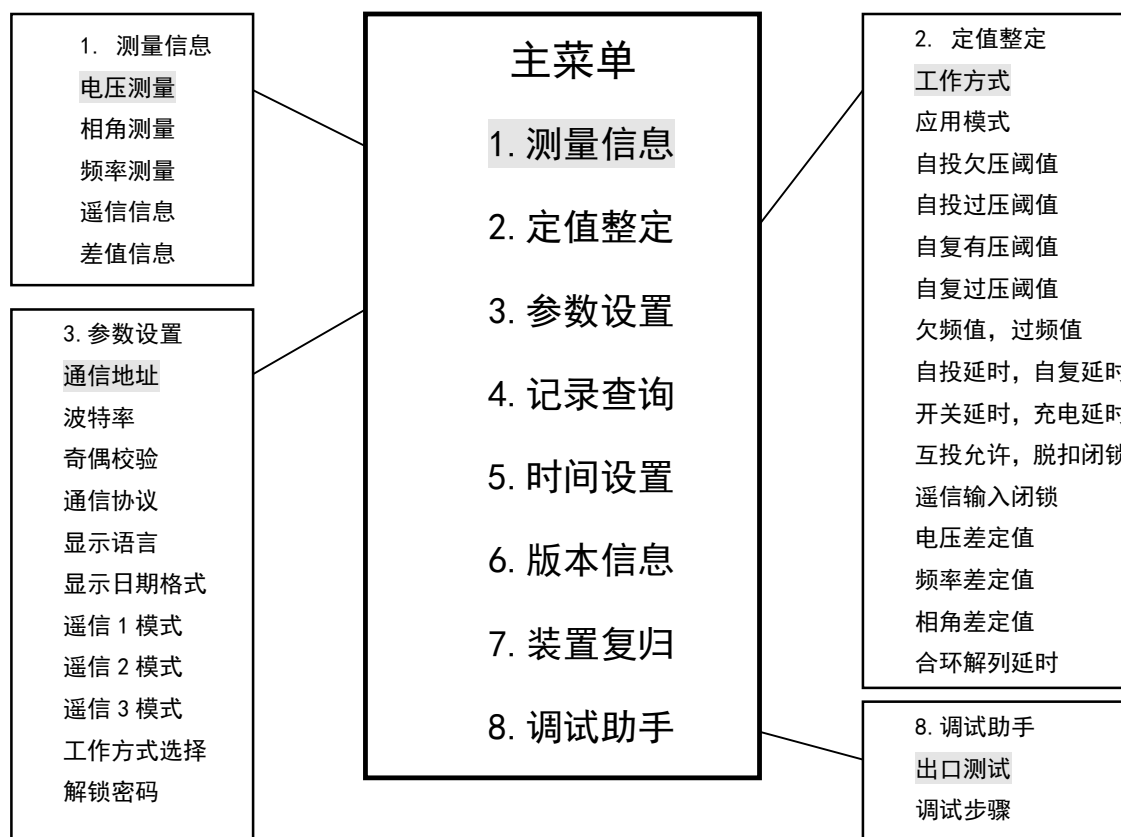 主菜单
1.测量信息
2.定值整定
3.参数设置
4.记录查询
5.时间设置
6.版本信息
7.装置复归
8.调试助手
1. 测量信息
电压测量
相角测量
频率测量
遥信信息
差值信息
3.参数设置
通信地址
波特率
奇偶校验
通信协议
显示语言
显示日期格式
遥信 1 模式
遥信 2 模式
遥信 3 模式
工作方式选择
解锁密码
2. 定值整定
工作方式
应用模式
自投欠压阈值
自投过压阈值
自复有压阈值
自复过压阈值
欠频值，过频值
自投延时，自复延时
开关延时，充电延时
互投允许，脱扣闭锁
遥信输入闭锁
电压差定值
频率差定值
相角差定值
合环解列延时
8.调试助手
出口测试
调试步骤